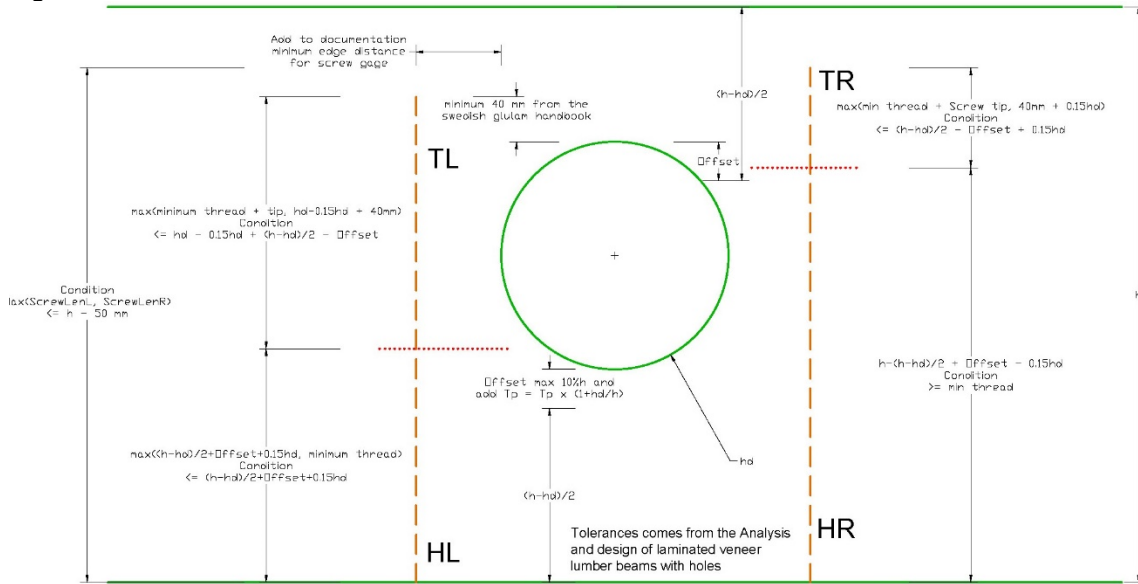 Add to documentation
minimum edge distance
for screw gage
minimum 40 mm from the
swedish glulam handbook
(h-hd)/2
TR
max(min thread + Screw tip, 40mm + 0.15hd)
Condition
<= (h-hd)/2 - Offset + 0.15hd
TL
Offset
max(minimum thread + tip, hd-0.15hd + 40mm)
Condition
<= hd - 0.15hd + (h-hd)/2 - Offset
Condition
ax(ScrewLenL, ScrewLenR)
<= h - 50 mm
h-(h-hd)/2 + Offset - 0.15hd
Condition
>= min thread
Offset max 10%h and
add Tp = Tp x (1+hd/h)
max((h-hd)/2+Offset+0.15hd, minimum thread)
Condition
<= (h-hd)/2+Offset+0.15hd
hd
(h-hd)/2
Tolerances comes from the Analysis
and design of laminated veneer
lumber beams with holes
HL
HR